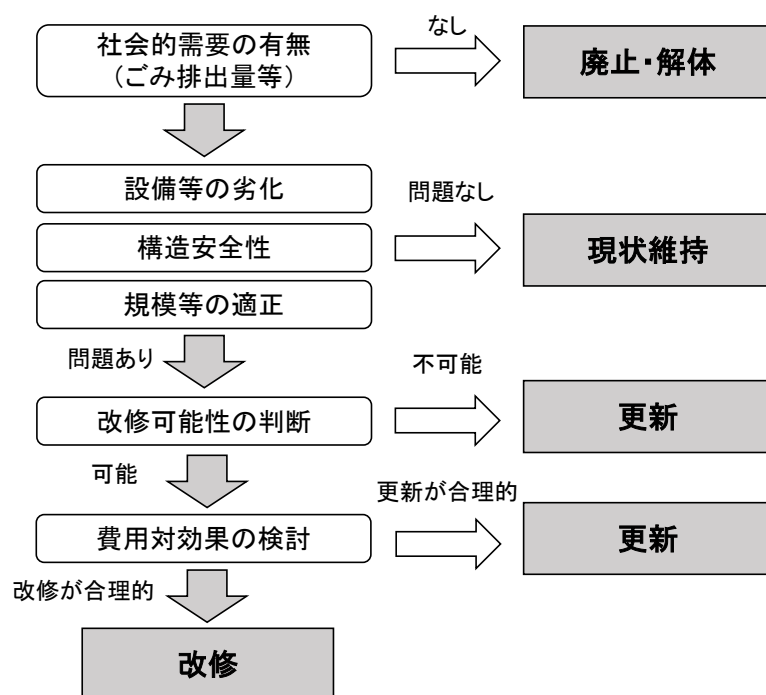 社会的需要の有無
（ごみ排出量等）
なし
廃止・解体
設備等の劣化
問題なし
構造安全性
現状維持
規模等の適正
問題あり
不可能
改修可能性の判断
更新
可能
更新が合理的
費用対効果の検討
更新
改修が合理的
改修